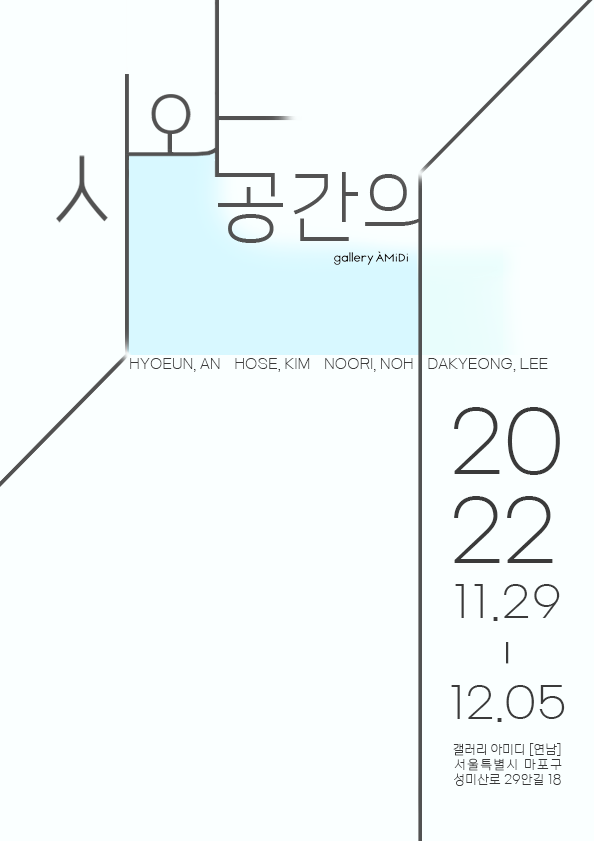 시와
공간의
gallery ÀMiDi
HYOEUN, AN HOSE, KIM NOORI, NOH DAKYEONG, LEE
20
22
11.29
–
12.05
갤러리 아미디 [연남]
서울특별시 마포구
성미산로 29안길 18